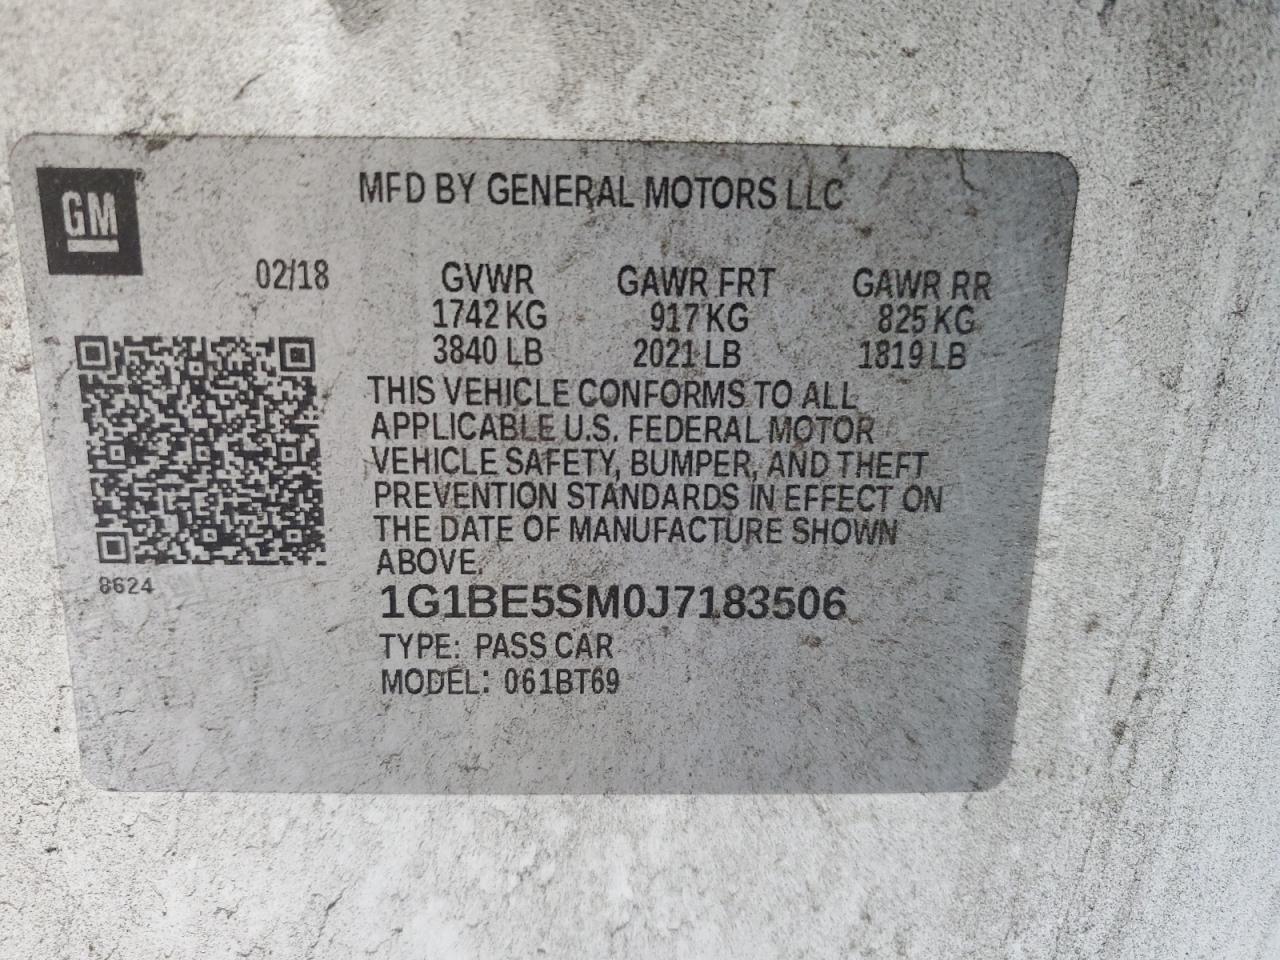 GM
MFD BY GENERAL MOTORS LLC
02/18 GVWR GAWR FRT GAWR RR
1742 KG 917 KG 825 KG
3840 LB 2021 LB 1819 LB
THIS VEHICLE CONFORMS TO ALL
APPLICABLE U.S. FEDERAL MOTOR
VEHICLE SAFETY, BUMPER, AND THEFT
PREVENTION STANDARDS IN EFFECT ON
THE DATE OF MANUFACTURE SHOWN
ABOVE.
8624
1G1BE5SM0J7183506
TYPE: PASS CAR
MODEL: 061BT69